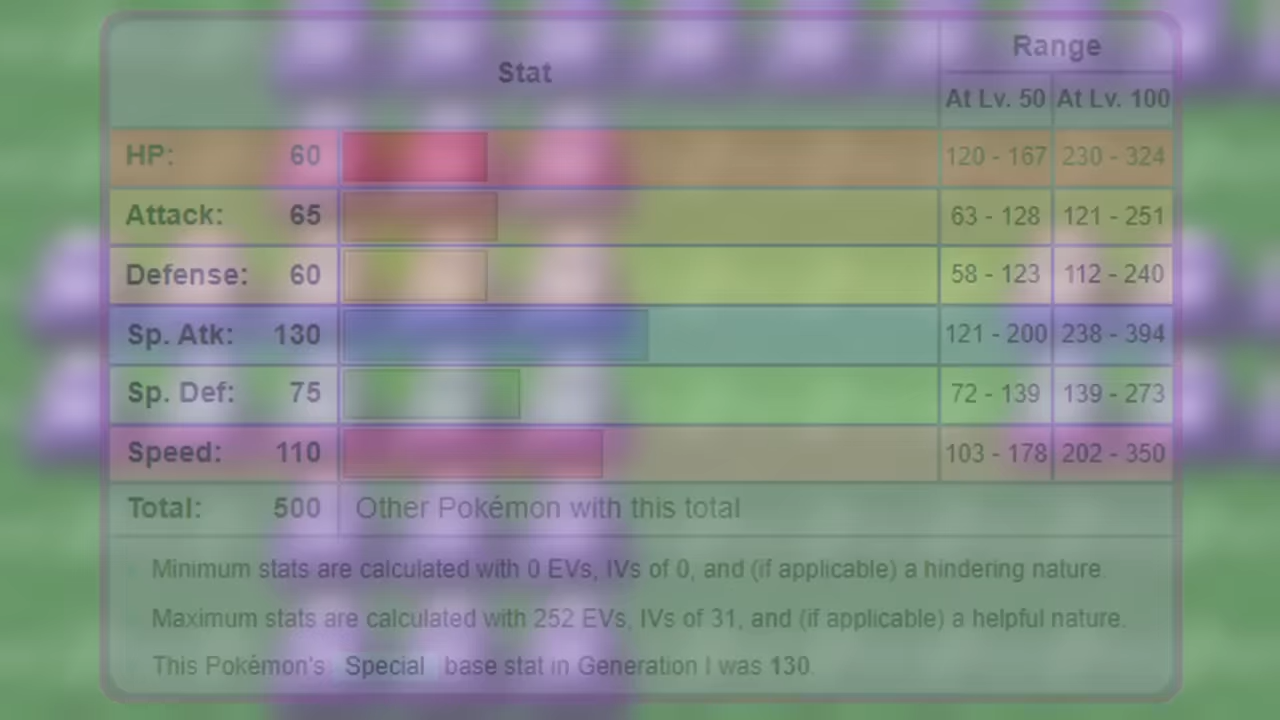 Stat
Range
At Lv. 50 At Lv. 100
HP: 60 120 - 167 230 - 324
Attack: 65 63 - 128 121 - 251
Defense: 60 58 - 123 112 - 240
Sp. Atk: 130 121 - 200 238 - 394
Sp. Def: 75 72 - 139 139 - 273
Speed: 110 103 - 178 202 - 350
Total: 500 Other Pokémon with this total
Minimum stats are calculated with 0 EVs, IVs of 0, and (if applicable) a hindering nature.
Maximum stats are calculated with 252 EVs, IVs of 31, and (if applicable) a helpful nature.
This Pokémon's Special base stat in Generation I was 130.